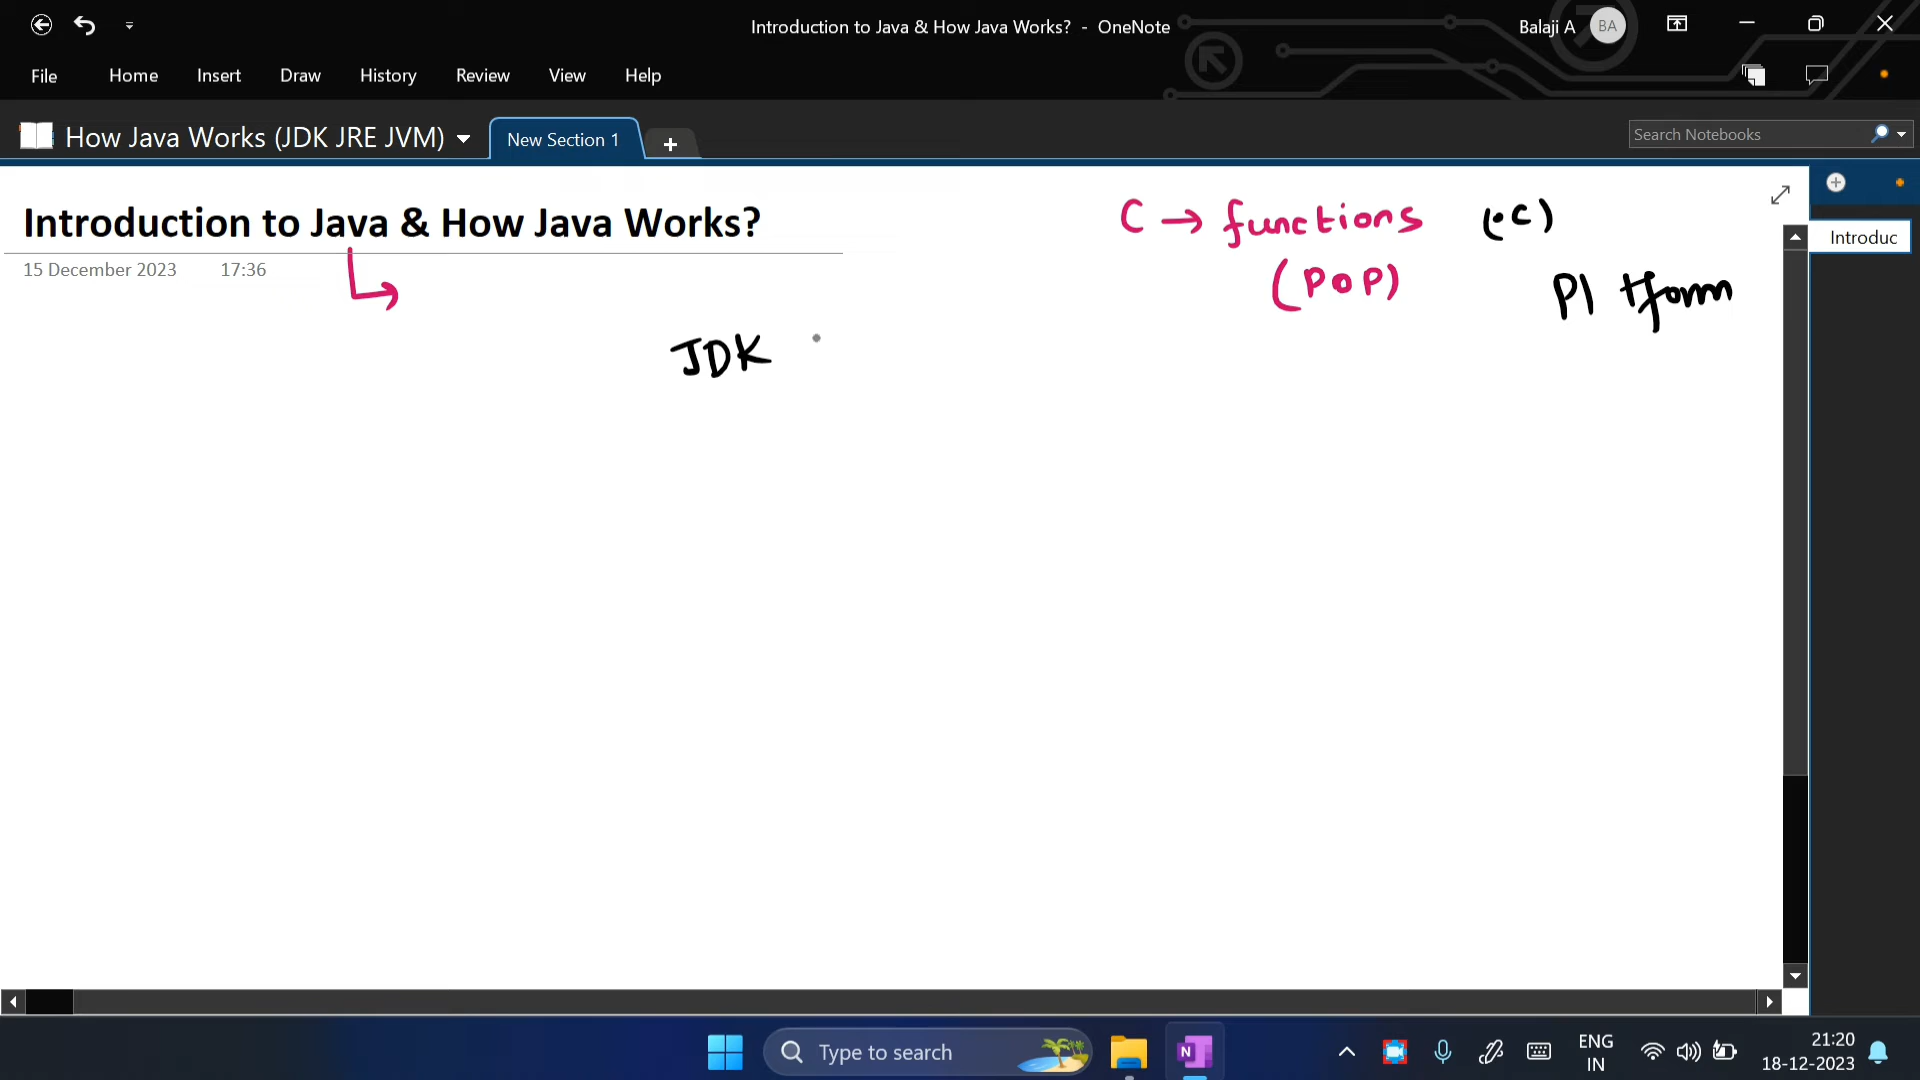 Introduction to Java & How Java Works? - OneNote
Balaji A BA
File Home Insert Draw History Review View Help
How Java Works (JDK JRE JVM) New Section 1 +
Search Notebooks
Introduction to Java & How Java Works?
15 December 2023 17:36
C → functions (.C)
(POP)
Pl tform
JDK
Introduc
Type to search
N
ENG
IN
21:20
18-12-2023